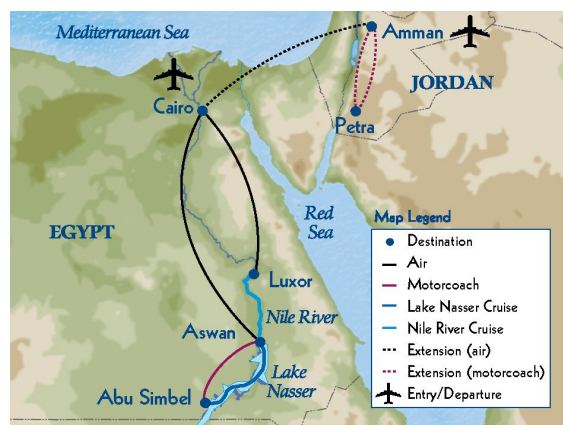 Mediterranean Sea
Amman
JORDAN
Cairo
Petra
EGYPT
Red
Sea
Luxor
Nile River
Aswan
Lake
Nasser
Abu Simbel
Map Legend
Destination
Air
Motorcoach
Lake Nasser Cruise
Nile River Cruise
Extension (air)
Extension (motorcoach)
Entry/Departure